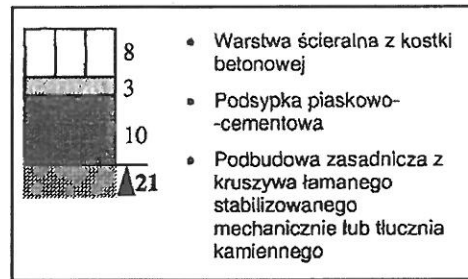 8
3
10
21
• Warstwa ścieralna z kostki
betonowej
• Podsypka piaskowo-
-cementowa
• Podbudowa zasadnicza z
kruszywa łamanego
stabilizowanego
mechanicznie lub tłucznia
kamiennego